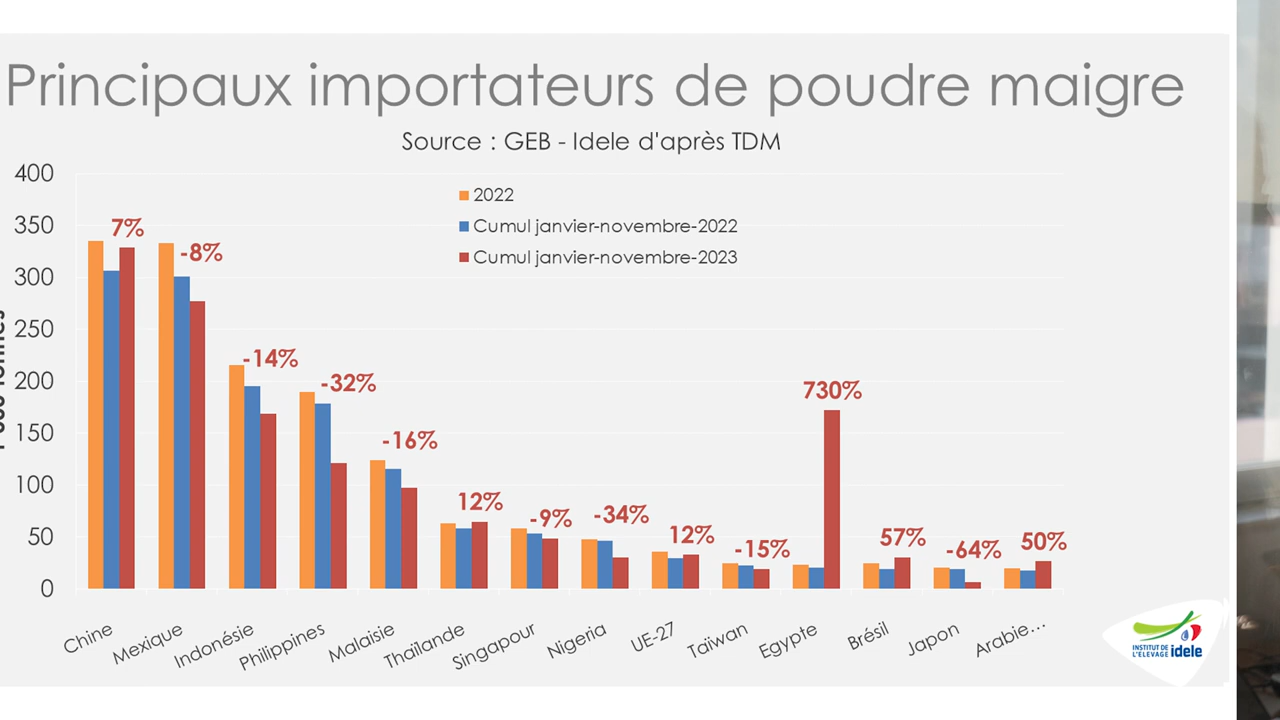 Principaux importateurs de poudre maigre
Source : GEB - Idele d'après TDM
400
350
300
250
200
150
100
50
0
2022
Cumul janvier-novembre-2022
Cumul janvier-novembre-2023
7%
-8%
-14%
-32%
-16%
12%
-9%
-34%
12%
-15%
730%
57%
-64%
50%
Chine
Mexique
Indonésie
Philippines
Malaisie
Thaïlande
Singapour
Nigeria
UE-27
Taïwan
Egypte
Brésil
Japon
Arabie...
INSTITUT DE
L'ELEVAGE idele